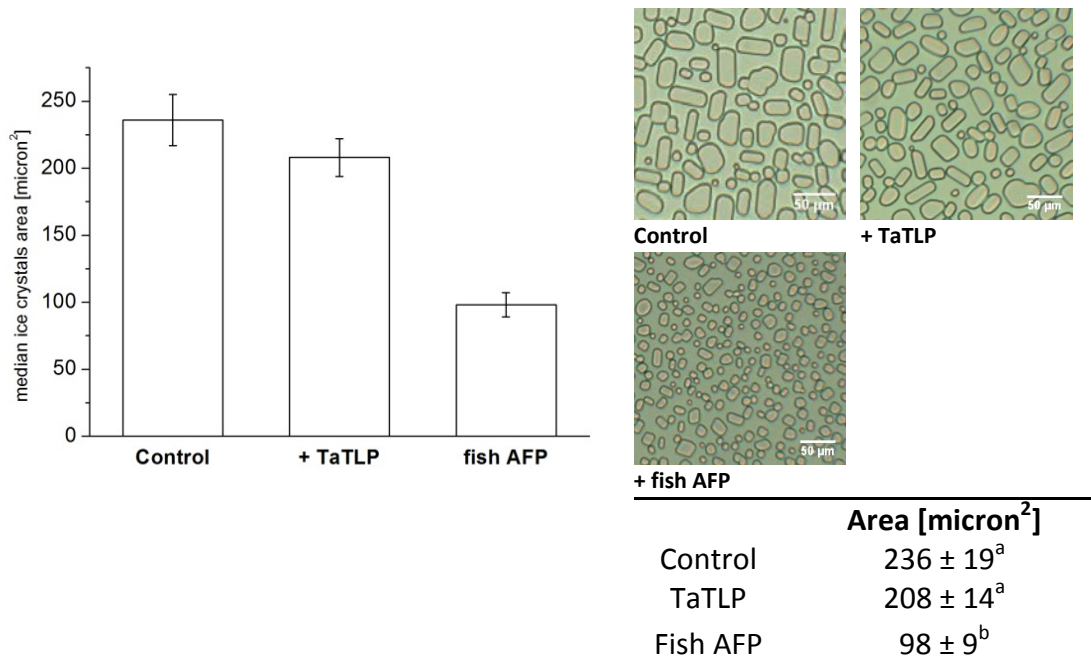 median ice crystals area [micron²]
250
200
150
100
50
0
Control
+ TaTLP
fish AFP
50 µm
Control
50 µm
+ TaTLP
50 µm
+ fish AFP
Area [micron²]
Control 236 ± 19ᵃ
TaTLP 208 ± 14ᵃ
Fish AFP 98 ± 9ᵇ